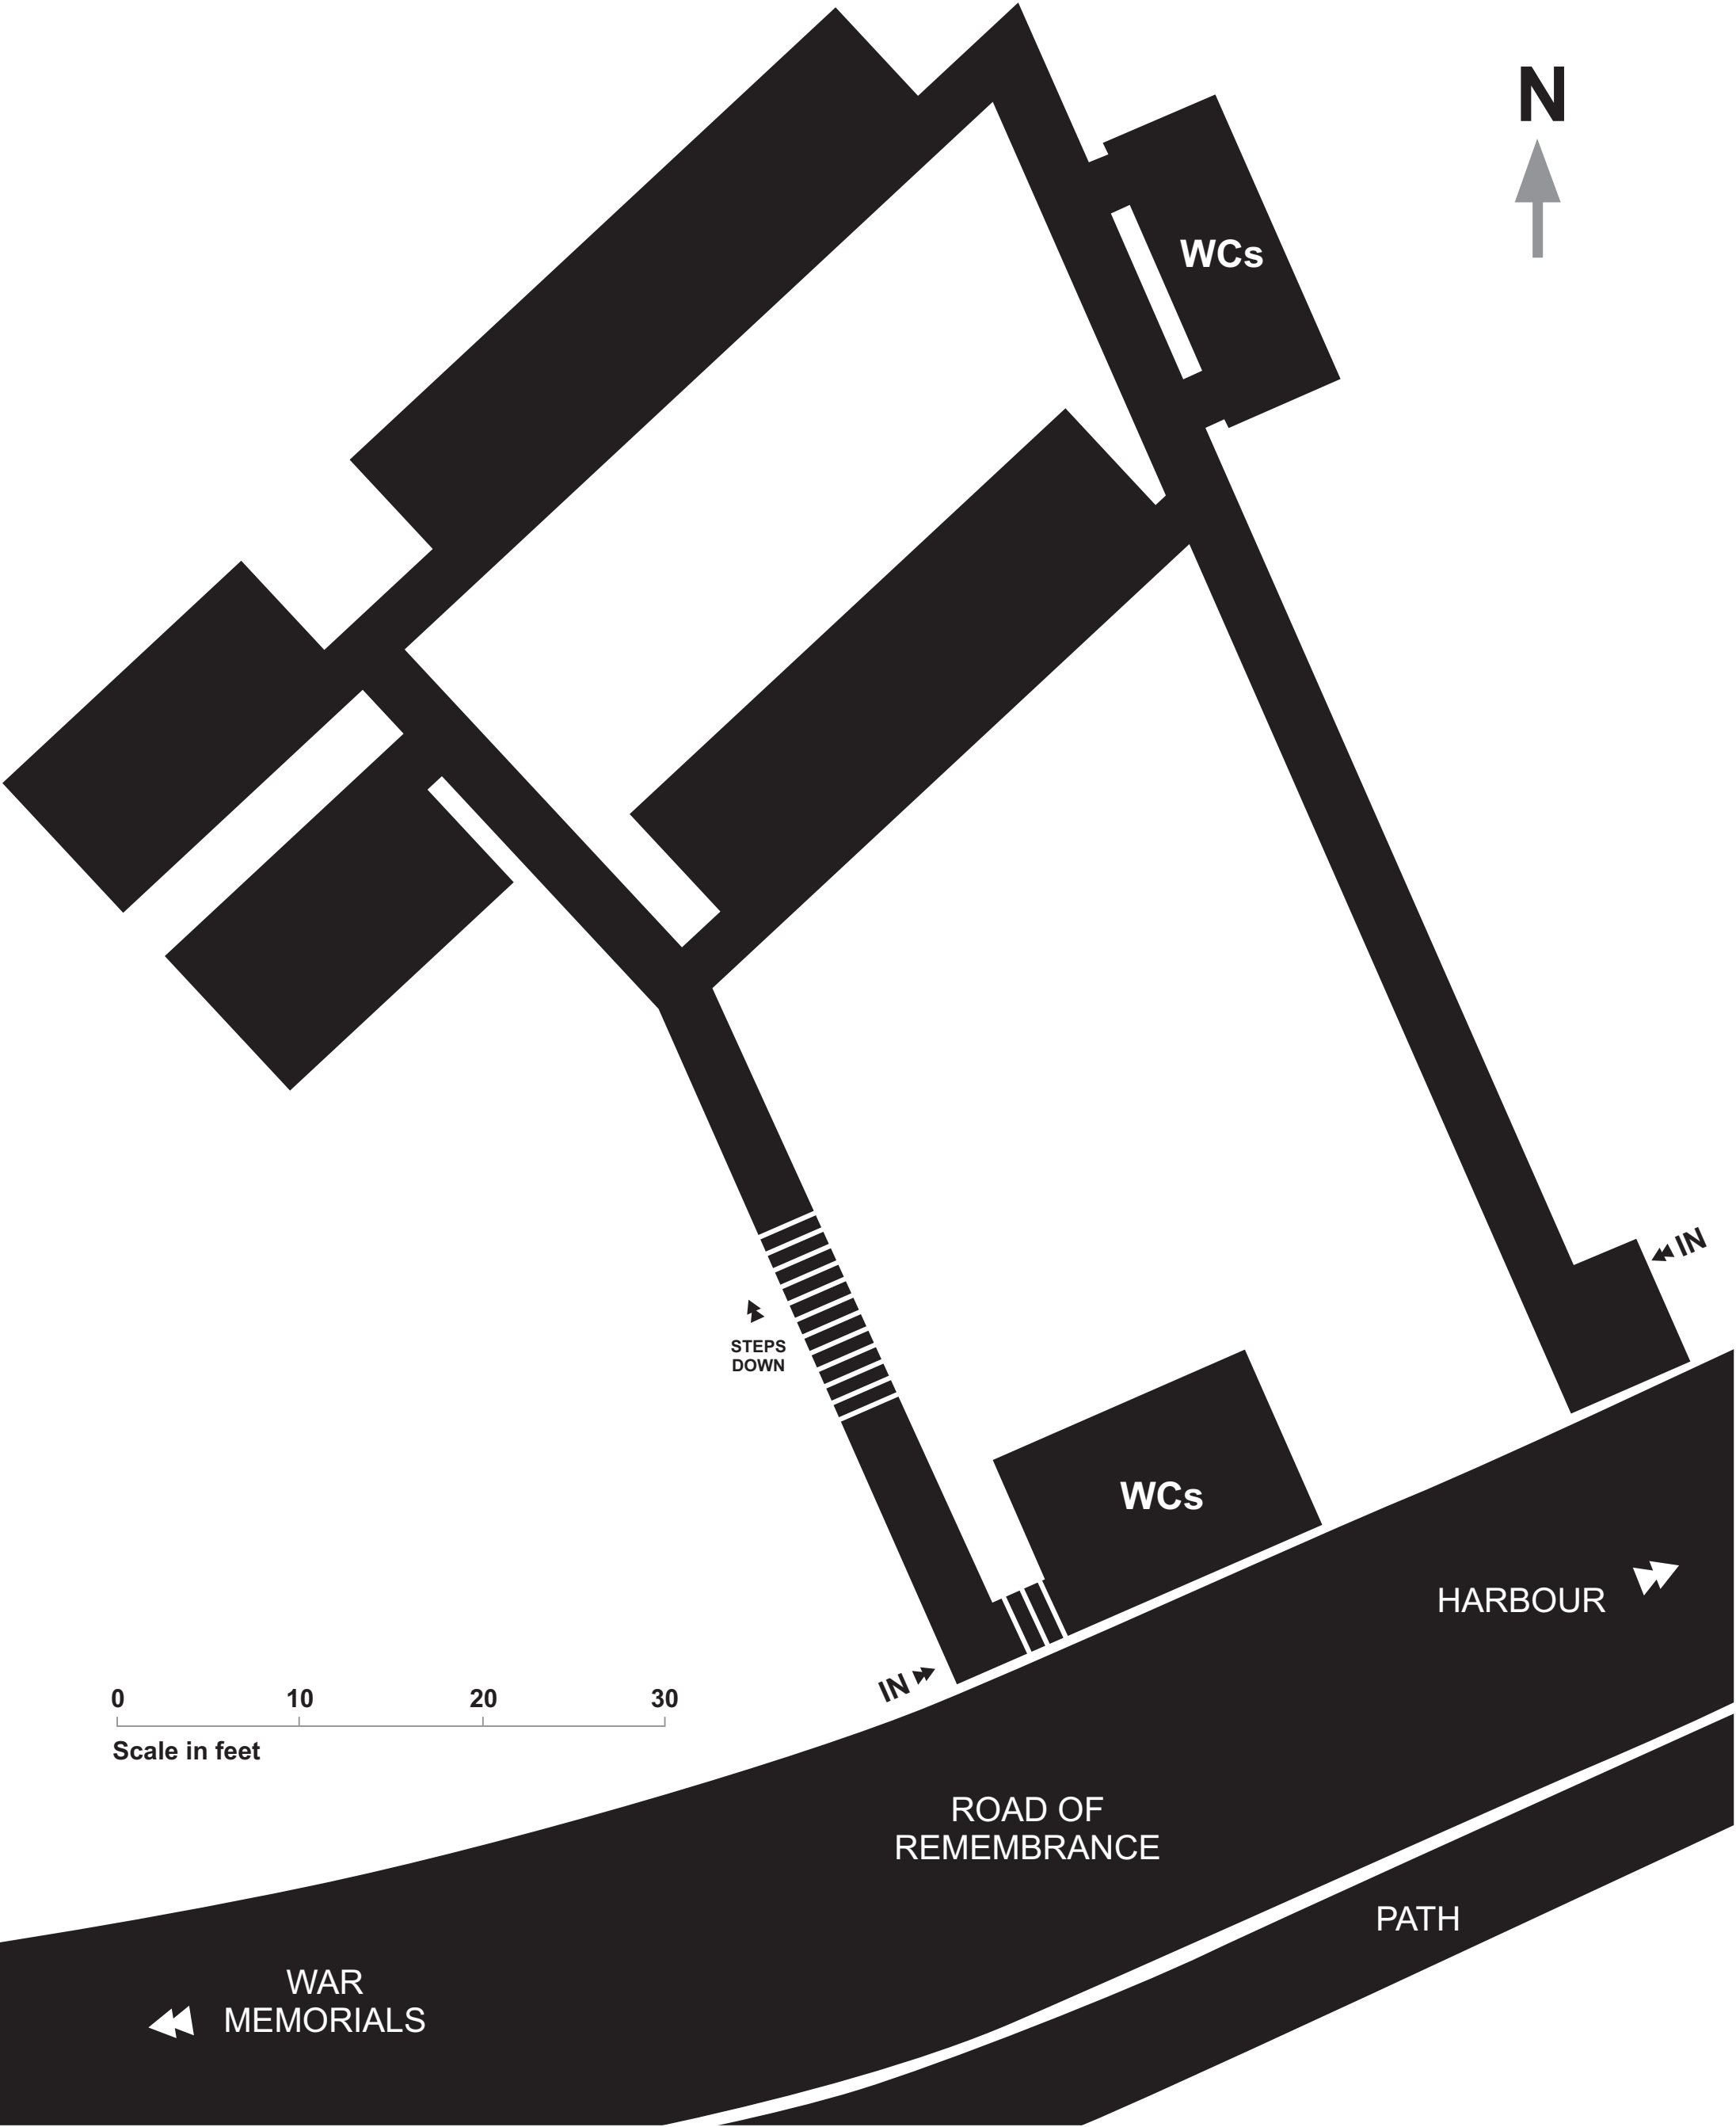 N
WCs
IN
STEPS
DOWN
WCs
HARBOUR
IN
0 10 20 30
Scale in feet
ROAD OF
REMEMBRANCE
PATH
WAR
MEMORIALS